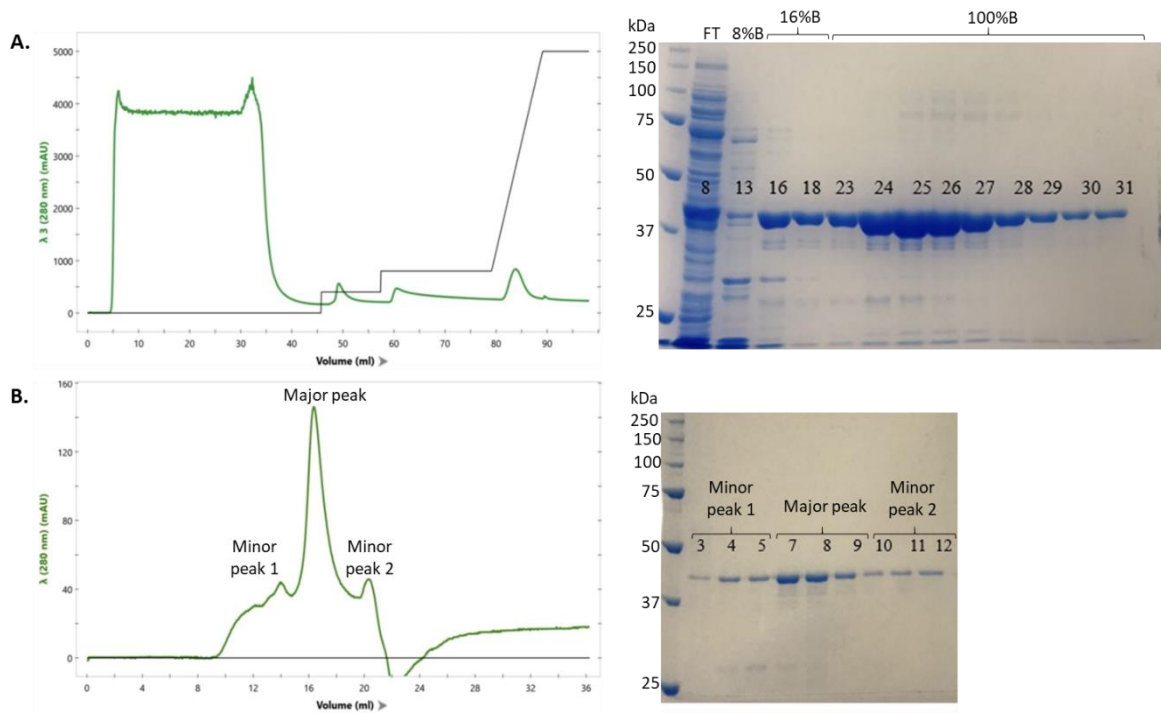 A.
λ 3 (280 nm) (mAU)
5000
4000
3000
2000
1000
0
0 10 20 30 40 50 60 70 80 90
Volume (ml)
kDa
FT 8%B 16%B 100%B
250
150
100
75
50
37
25
8 13 16 18 23 24 25 26 27 28 29 30 31
B.
λ (280 nm) (mAU)
160
120
80
40
0
Major peak
Minor
peak 1
Minor
peak 2
0 4 8 12 16 20 24 28 32 36
Volume (ml)
kDa
250
150
100
75
50
37
25
Minor
peak 1
Major peak
Minor
peak 2
3 4 5 7 8 9 10 11 12